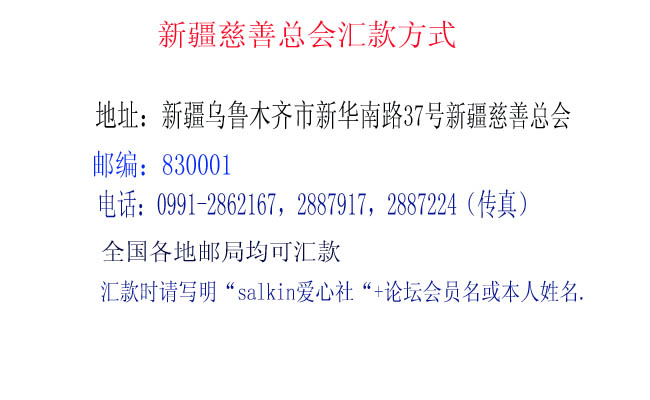 新疆慈善总会汇款方式
地址：新疆乌鲁木齐市新华南路37号新疆慈善总会
邮编：830001
电话：0991-2862167，2887917，2887224（传真）
全国各地邮局均可汇款
汇款时请写明“salkin爱心社“+论坛会员名或本人姓名.